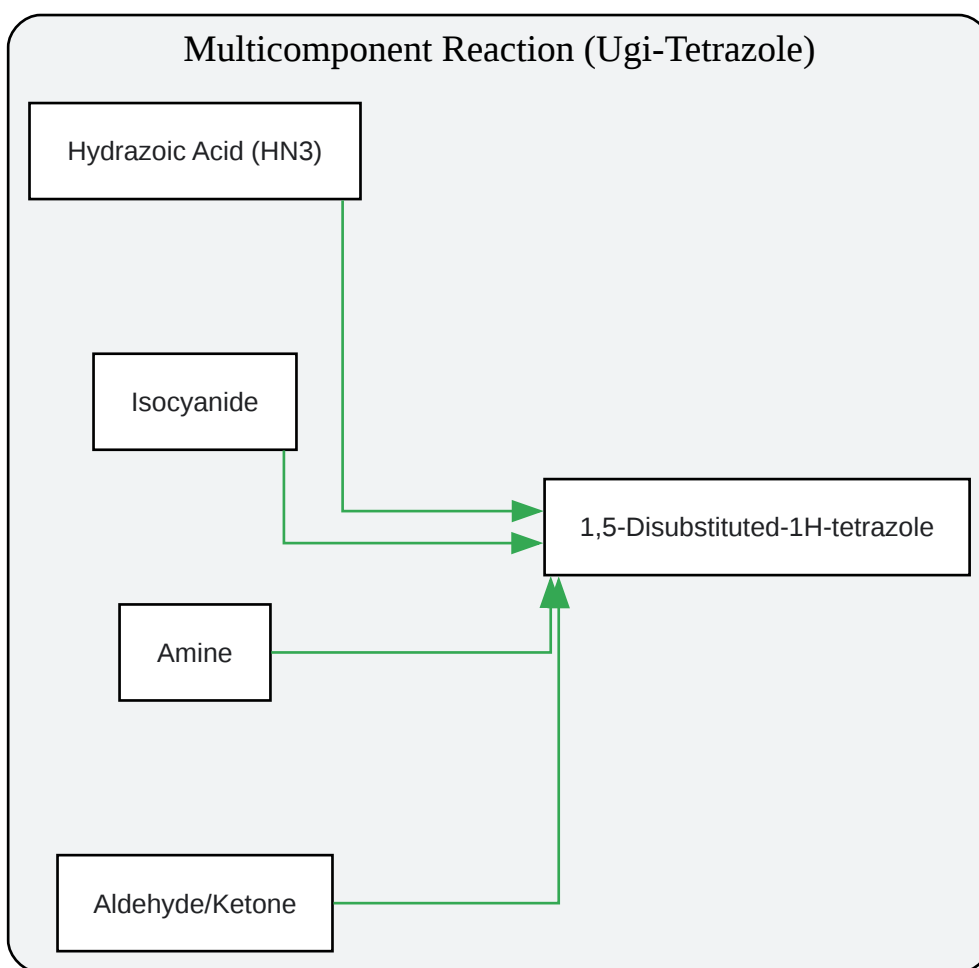 Multicomponent Reaction (Ugi-Tetrazole)
Hydrazoic Acid (HN3)
Isocyanide
1,5-Disubstituted-1H-tetrazole
Amine
Aldehyde/Ketone